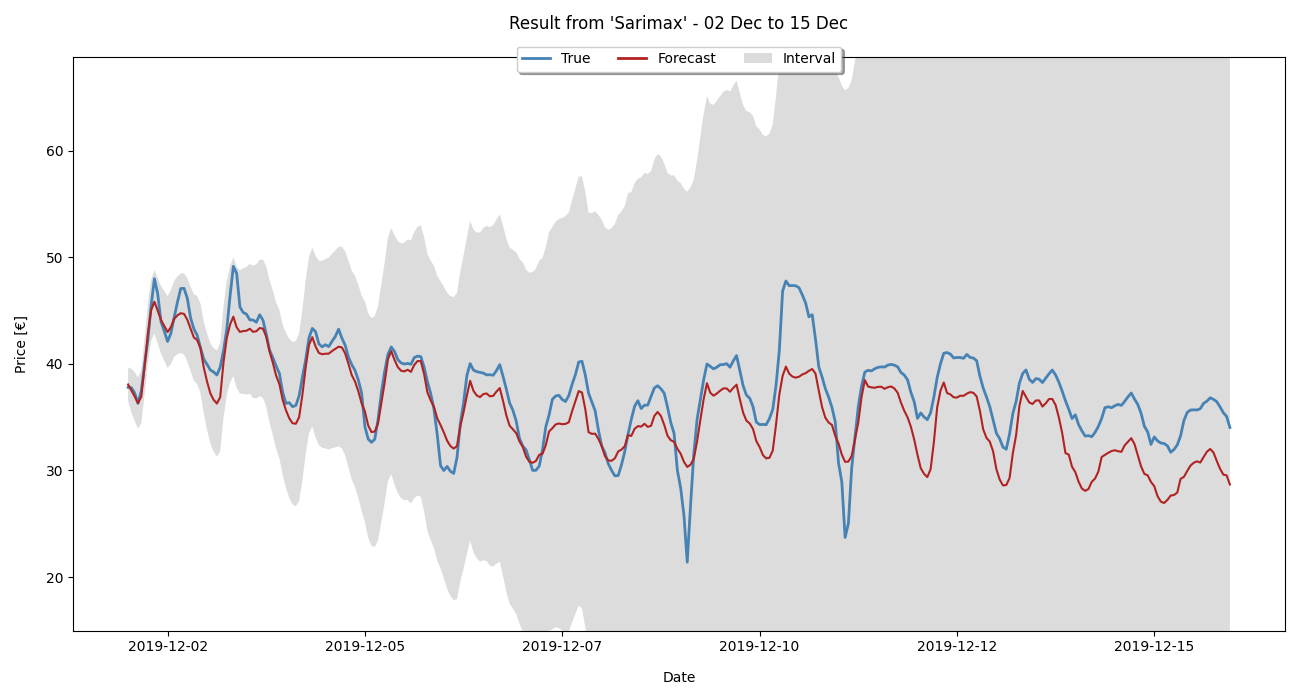 Result from 'Sarimax' - 02 Dec to 15 Dec
True Forecast Interval
Price [€]
60
50
40
30
20
2019-12-02 2019-12-05 2019-12-07 2019-12-10 2019-12-12 2019-12-15
Date